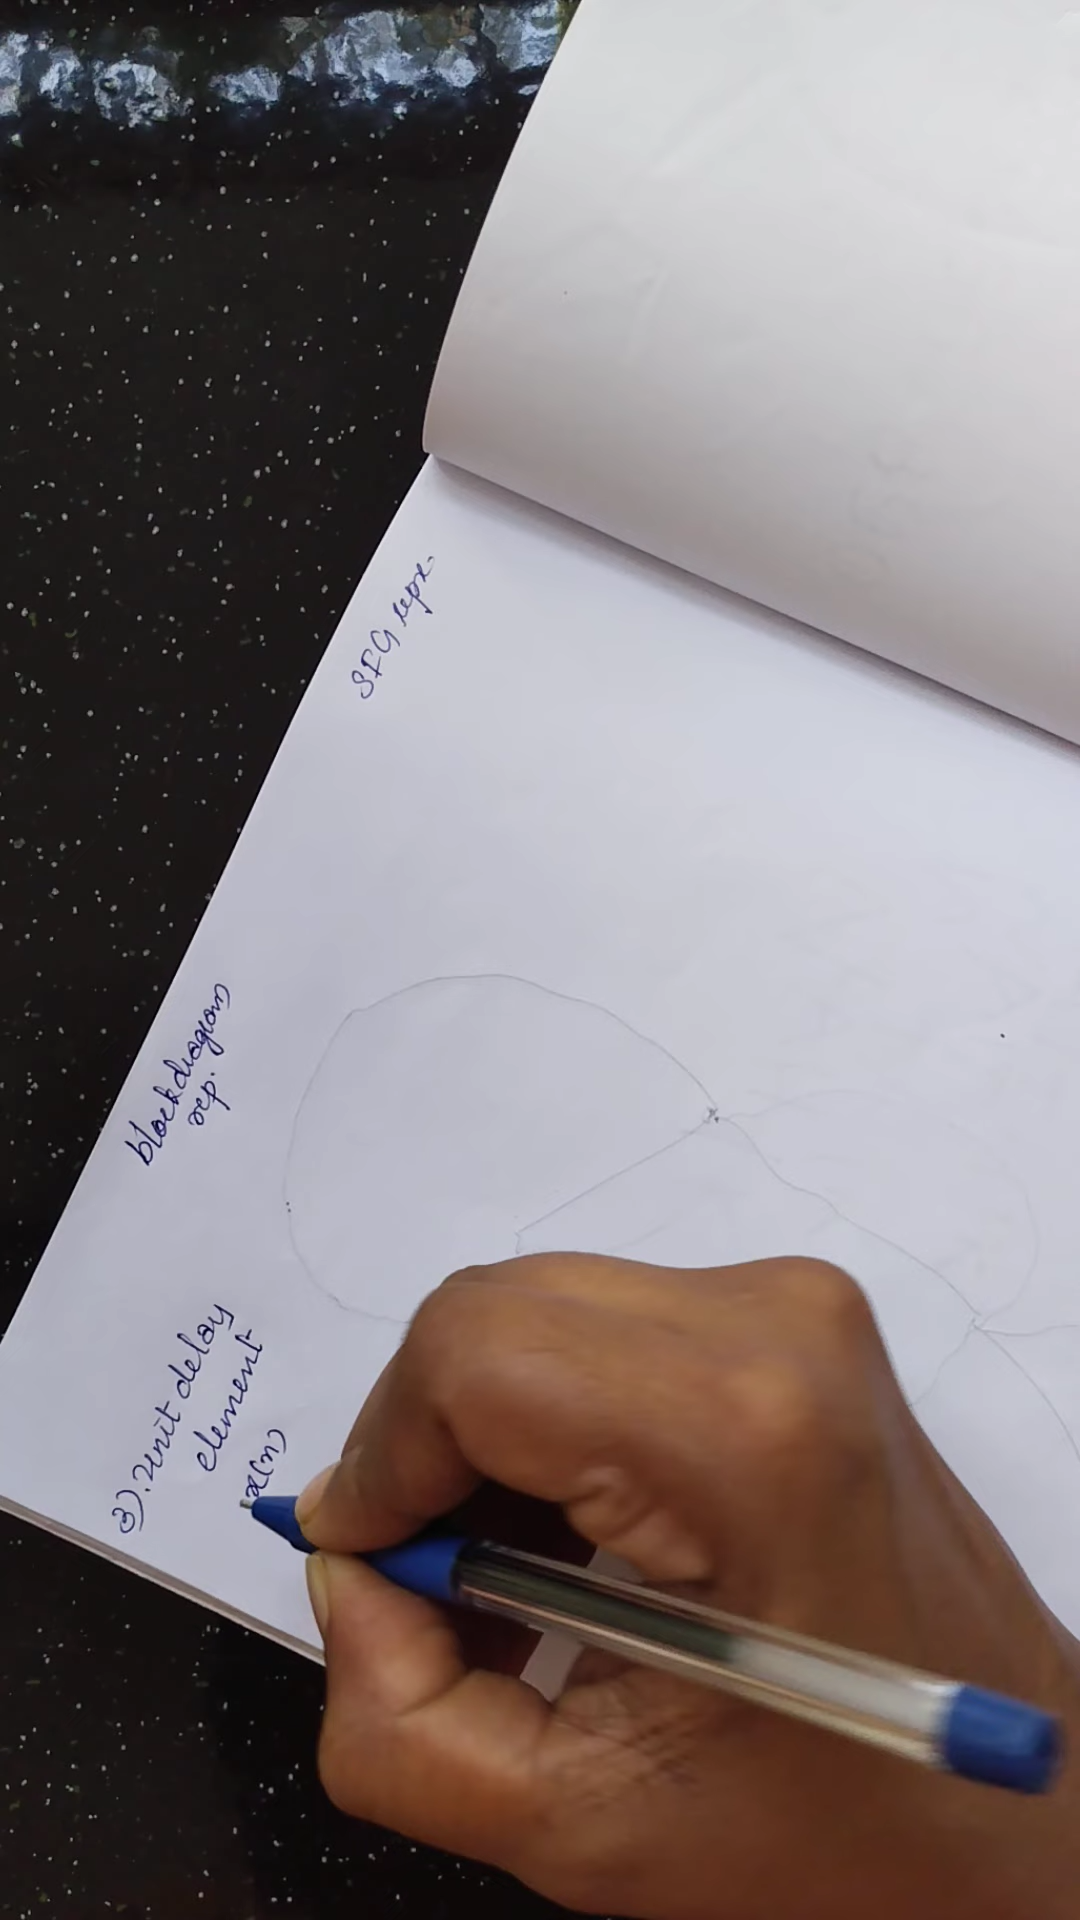 3). unit delay
element
x(n)
blockdiagram
rep.
SFG repr.